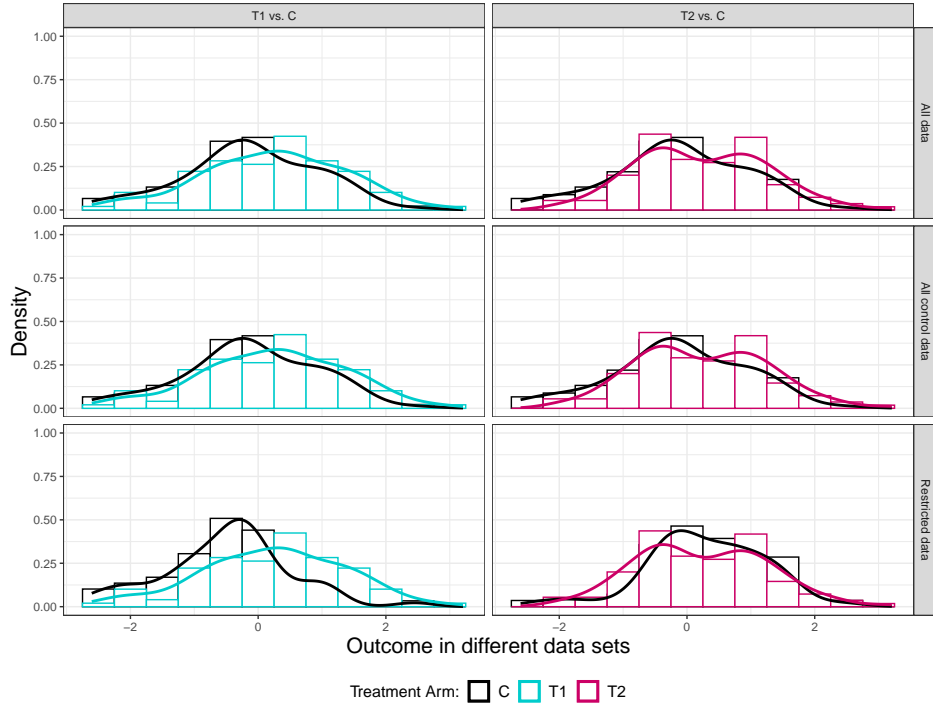 T1 vs. C
T2 vs. C
1.00
0.75
0.50
0.25
0.00
All data
1.00
0.75
0.50
0.25
0.00
All control data
1.00
0.75
0.50
0.25
0.00
Restricted data
Density
−2
0
2
−2
0
2
Outcome in different data sets
Treatment Arm: C T1 T2